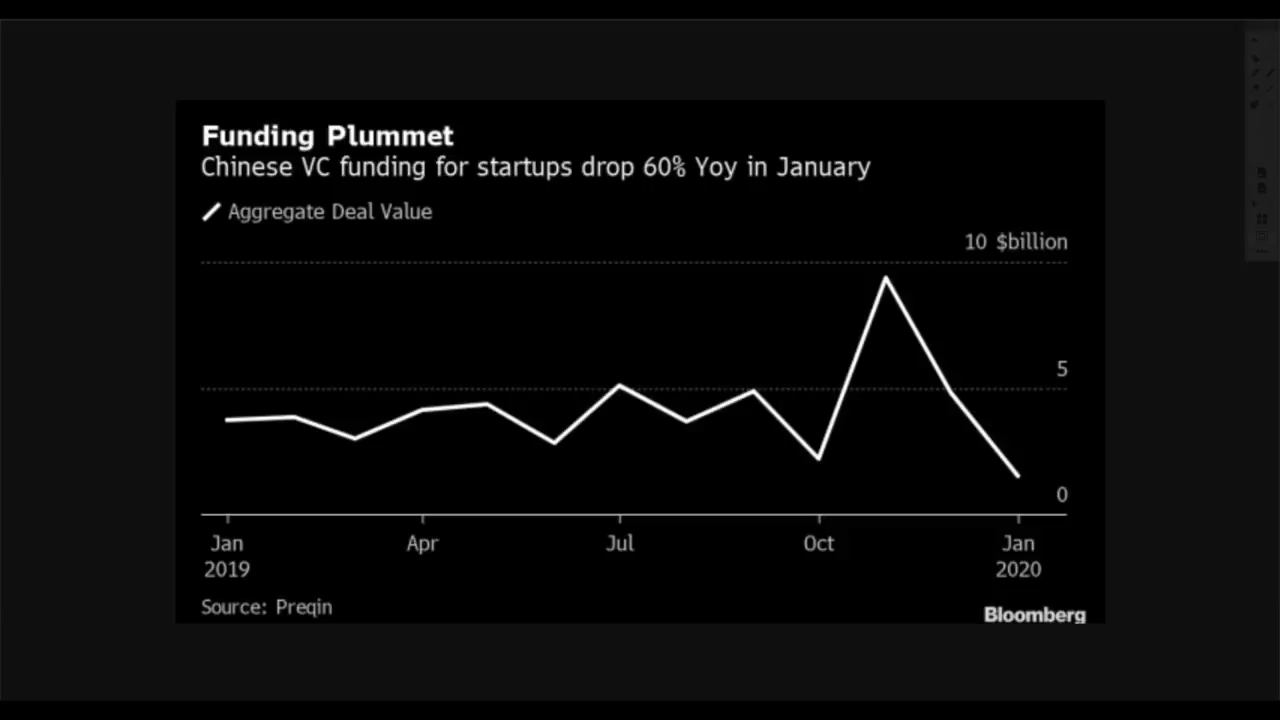 Funding Plummet
Chinese VC funding for startups drop 60% Yoy in January
Aggregate Deal Value
10 $billion
5
0
Jan Apr Jul Oct Jan
2019 2020
Source: Preqin
Bloomberg